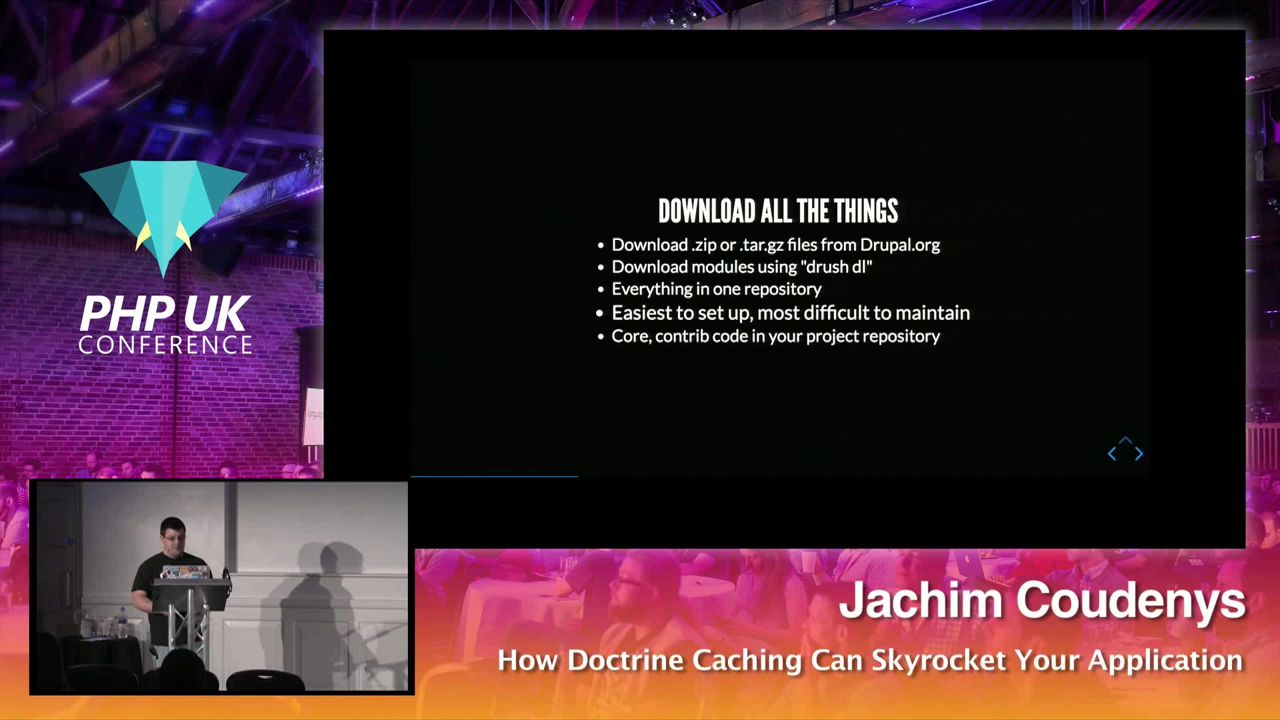 DOWNLOAD ALL THE THINGS
• Download .zip or .tar.gz files from Drupal.org
• Download modules using "drush dl"
• Everything in one repository
• Easiest to set up, most difficult to maintain
• Core, contrib code in your project repository
PHP UK
CONFERENCE
Jachim Coudenys
How Doctrine Caching Can Skyrocket Your Application